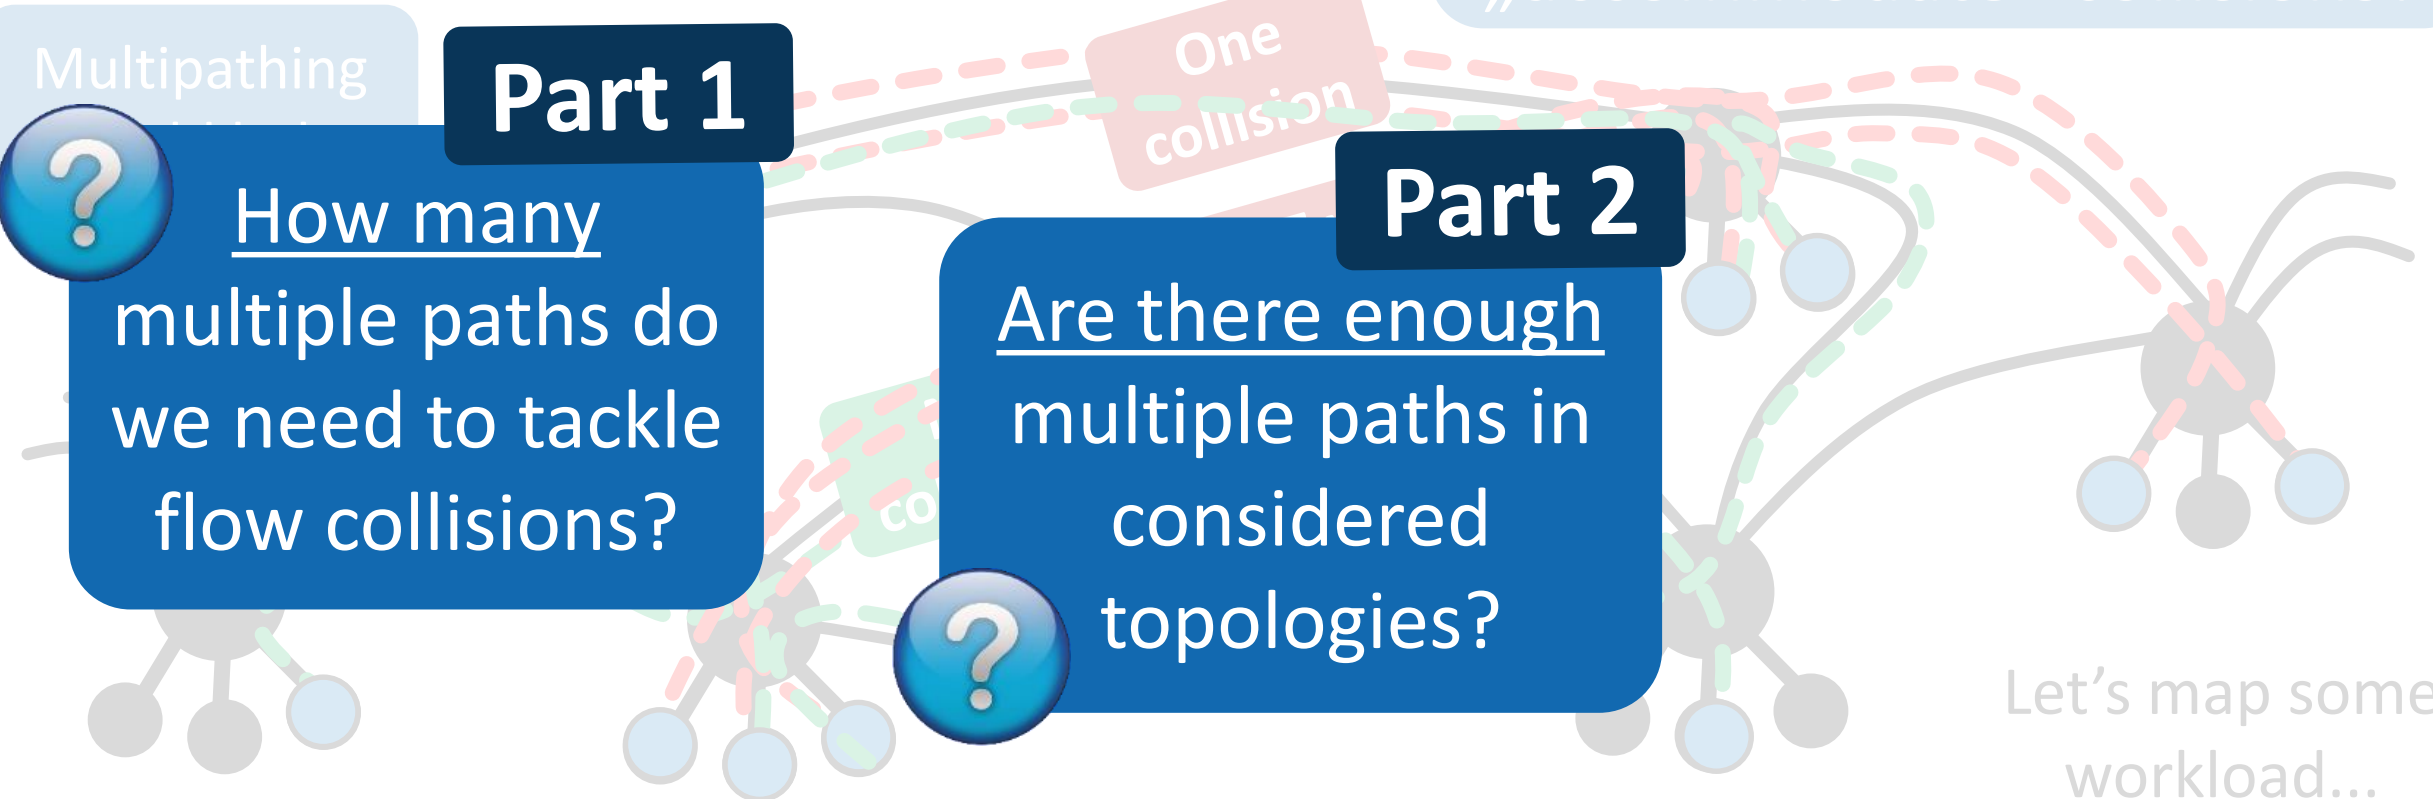 Multipathing
Part 1
?
How many
multiple paths do
we need to tackle
flow collisions?
One
collision
Part 2
Are there enough
multiple paths in
considered
topologies?
?
Let’s map some
workload...